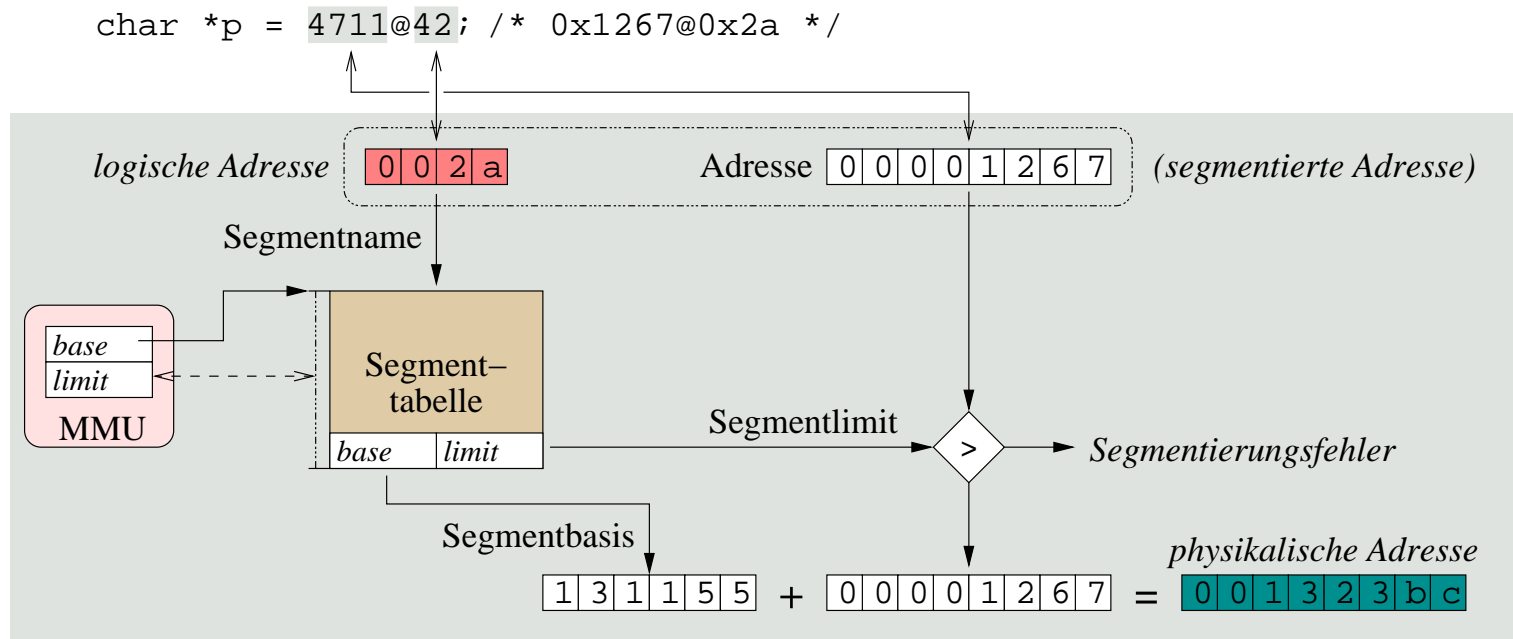 char *p = 4711@42; /* 0x1267@0x2a */
logische Adresse 0 0 2 a Adresse 0 0 0 0 1 2 6 7 (segmentierte Adresse)
Segmentname
base
limit
MMU
Segment–
tabelle
base limit
Segmentlimit > Segmentierungsfehler
Segmentbasis
physikalische Adresse
1 3 1 1 5 5 + 0 0 0 0 1 2 6 7 = 0 0 1 3 2 3 b c